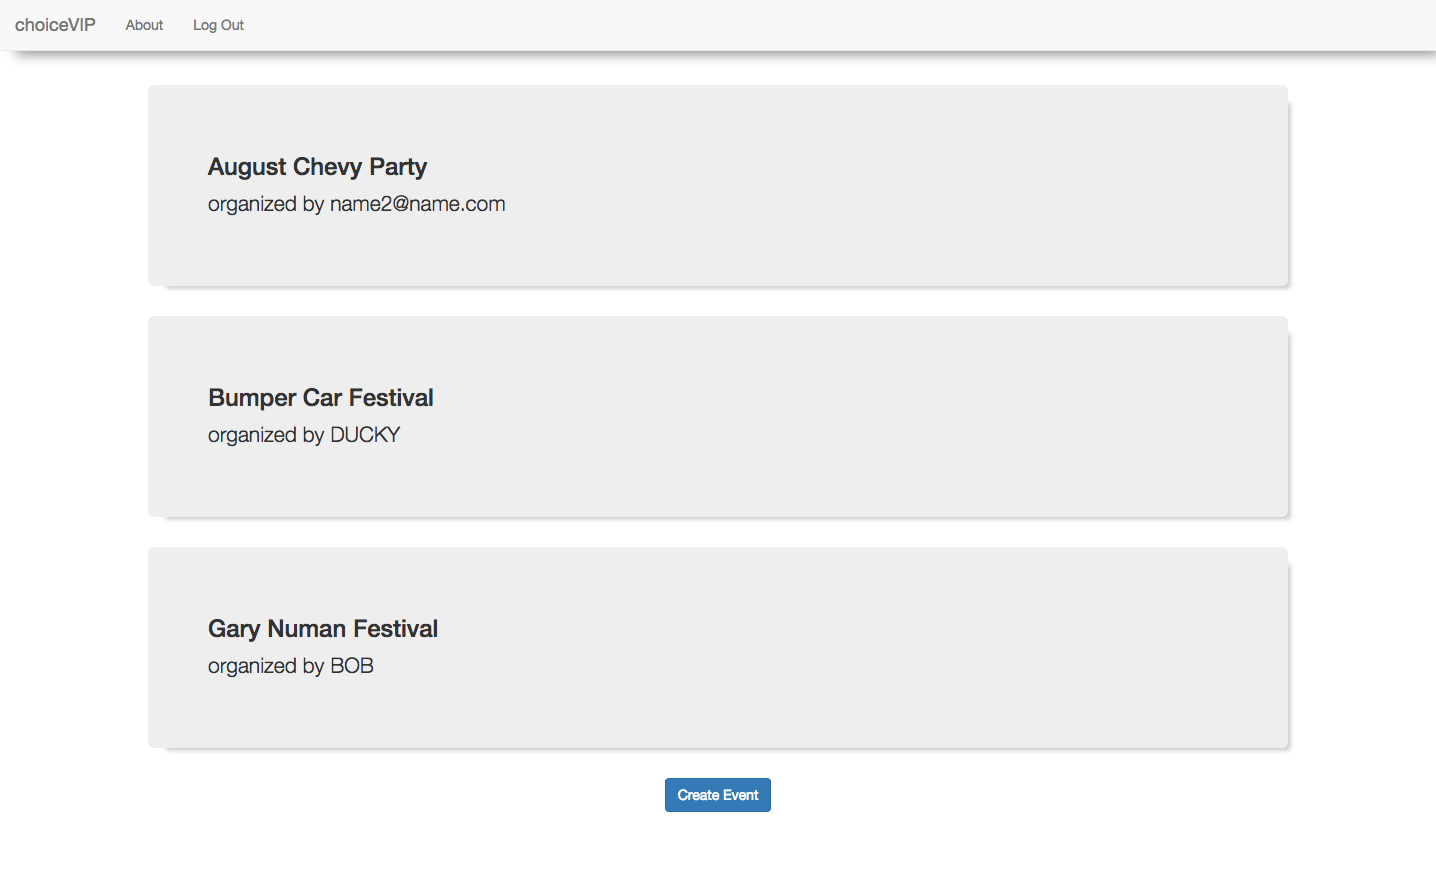 choiceVIP About Log Out
August Chevy Party
organized by name2@name.com
Bumper Car Festival
organized by DUCKY
Gary Numan Festival
organized by BOB
Create Event